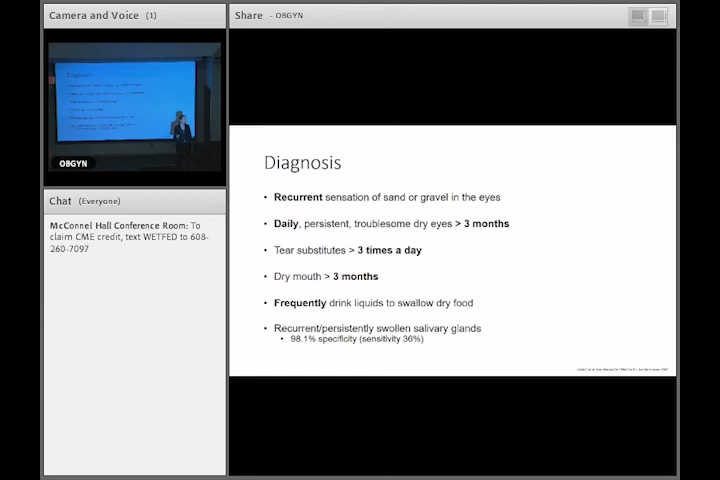 Camera and Voice (1)
Share - OBGYN
OBGYN
Chat (Everyone)
McConnel Hall Conference Room: To
claim CME credit, text WETFED to 608-
260-7097
Diagnosis
• Recurrent sensation of sand or gravel in the eyes
• Daily, persistent, troublesome dry eyes > 3 months
• Tear substitutes > 3 times a day
• Dry mouth > 3 months
• Frequently drink liquids to swallow dry food
• Recurrent/persistently swollen salivary glands
• 98.1% specificity (sensitivity 36%)